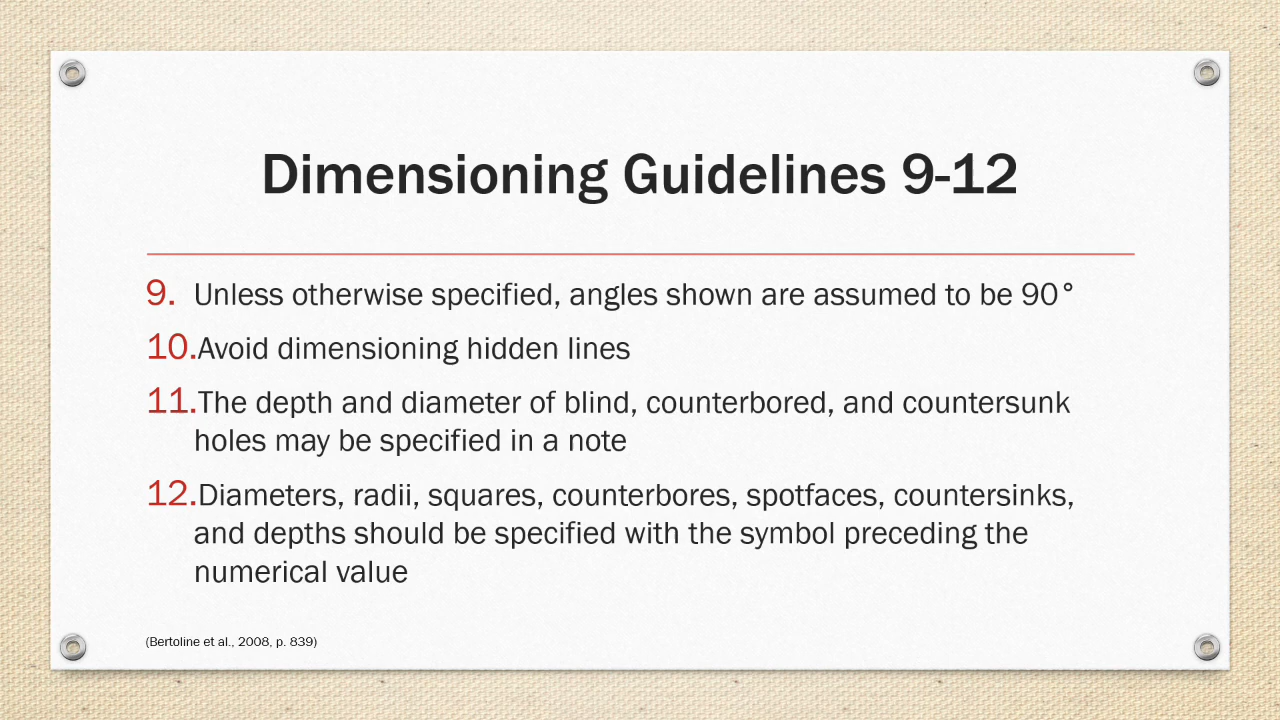 Dimensioning Guidelines 9-12
9. Unless otherwise specified, angles shown are assumed to be 90°
10.Avoid dimensioning hidden lines
11.The depth and diameter of blind, counterbored, and countersunk
holes may be specified in a note
12.Diameters, radii, squares, counterbores, spotfaces, countersinks,
and depths should be specified with the symbol preceding the
numerical value
(Bertoline et al., 2008, p. 839)